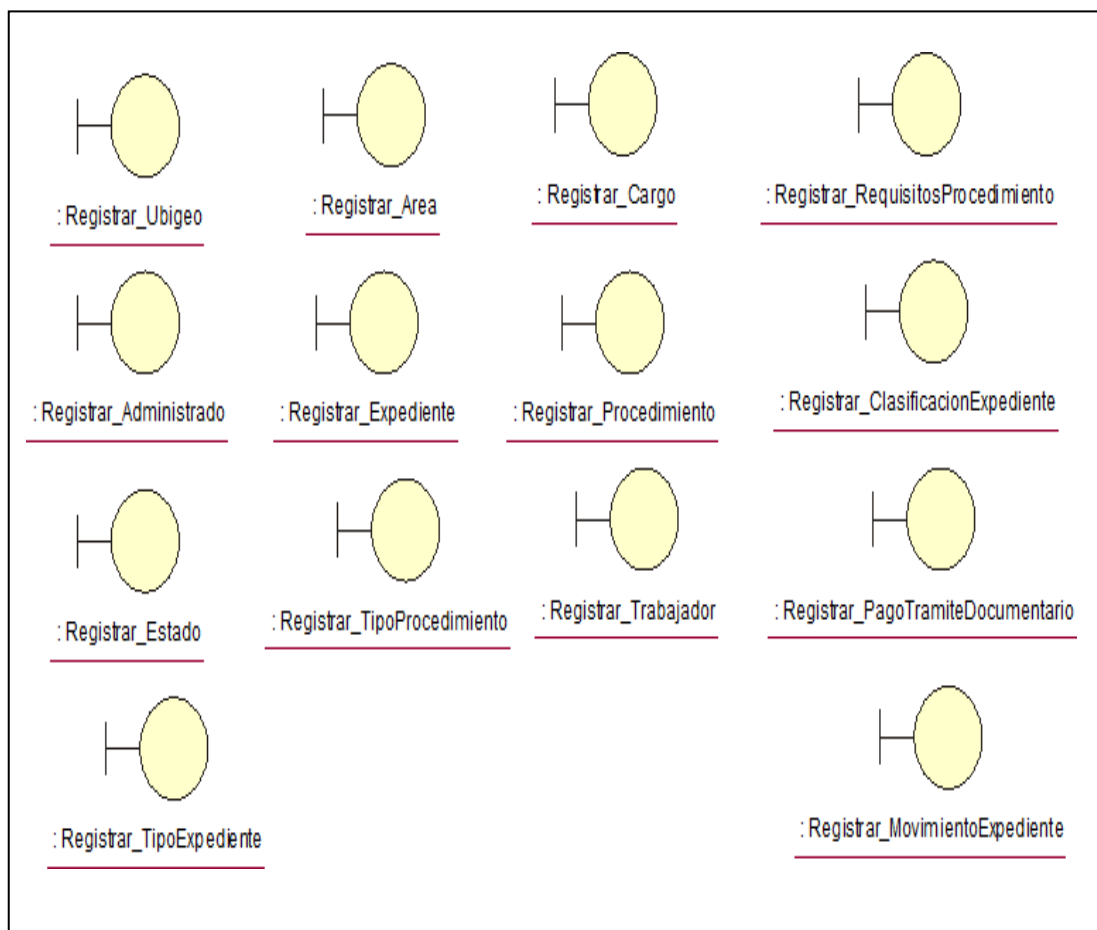 : Registrar_Ubigeo
: Registrar_Area
: Registrar_Cargo
: Registrar_RequisitosProcedimiento
: Registrar_Administrado
: Registrar_Expediente
: Registrar_Procedimiento
: Registrar_ClasificacionExpediente
: Registrar_Estado
: Registrar_TipoProcedimiento
: Registrar_Trabajador
: Registrar_PagoTramiteDocumentario
: Registrar_TipoExpediente
: Registrar_MovimientoExpediente